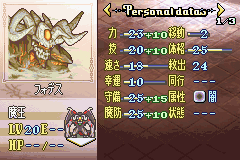 Personal data
1/3
力 23+10 移動 2
技 20+10 体格 25
速さ 18 救出 24
幸運 10 同行 ---
守備 25+15 属性 闇
魔防 25+10 状態 ---
フォデス
魔王
LV 20 E --
HP --/--